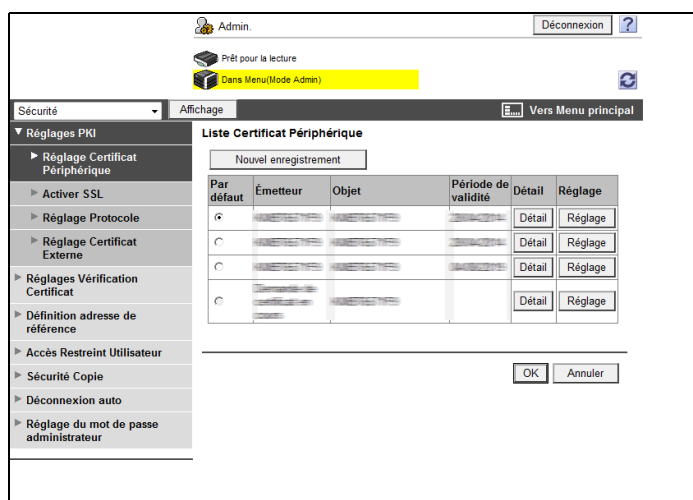 Admin.
Déconnexion
?
Prêt pour la lecture
Dans Menu(Mode Admin)
Sécurité
Affichage
Vers Menu principal
Réglages PKI
Réglage Certificat
Périphérique
Activer SSL
Réglage Protocole
Réglage Certificat
Externe
Réglages Vérification
Certificat
Définition adresse de
référence
Accès Restreint Utilisateur
Sécurité Copie
Déconnexion auto
Réglage du mot de passe
administrateur
Liste Certificat Périphérique
Nouvel enregistrement
Par défaut Émetteur Objet Période de validité Détail Réglage
Détail Réglage
Détail Réglage
Détail Réglage
Détail Réglage
OK Annuler